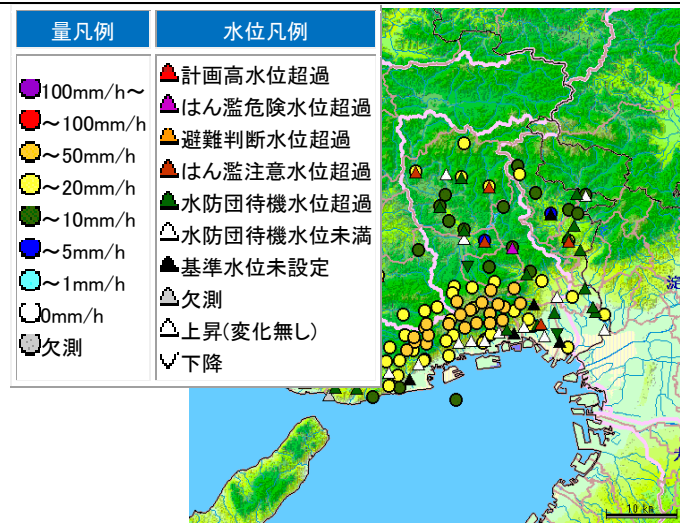 量凡例
100mm/h～
～100mm/h
～50mm/h
～20mm/h
～10mm/h
～5mm/h
～1mm/h
0mm/h
欠測
水位凡例
計画高水位超過
はん濫危険水位超過
避難判断水位超過
はん濫注意水位超過
水防団待機水位超過
水防団待機水位未満
基準水位未設定
欠測
上昇(変化無し)
下降
淀
10 km